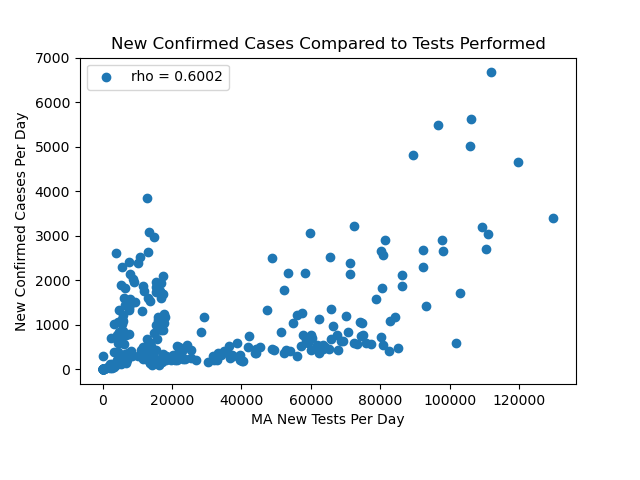 New Confirmed Cases Compared to Tests Performed
rho = 0.6002
7000
6000
5000
4000
3000
2000
1000
0
New Confirmed Caeses Per Day
0 20000 40000 60000 80000 100000 120000
MA New Tests Per Day